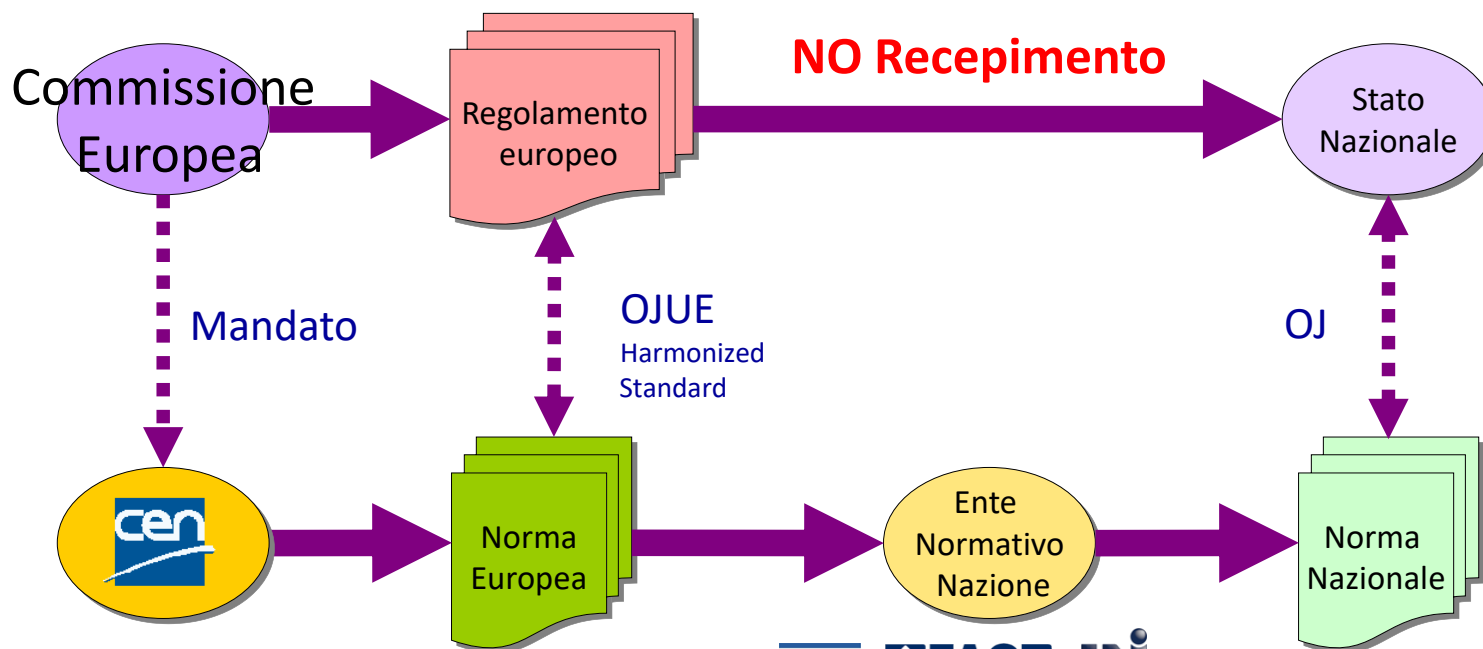 NO Recepimento
Commissione
Europea
Regolamento
europeo
Stato
Nazionale
Mandato
OJUE
Harmonized
Standard
OJ
cen
Norma
Europea
Ente
Normativo
Nazione
Norma
Nazionale